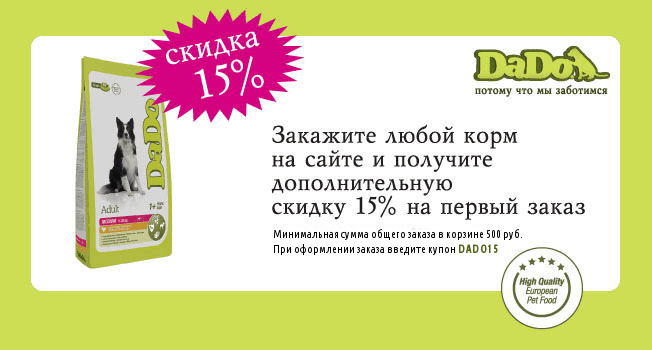 скидка
15%
DaDo
потому что мы заботимся
DaDo
Adult
1+
Закажите любой корм
на сайте и получите
дополнительную
скидку 15% на первый заказ
Минимальная сумма общего заказа в корзине 500 руб.
При оформлении заказа введите купон DADO15
High Quality
European
Pet Food